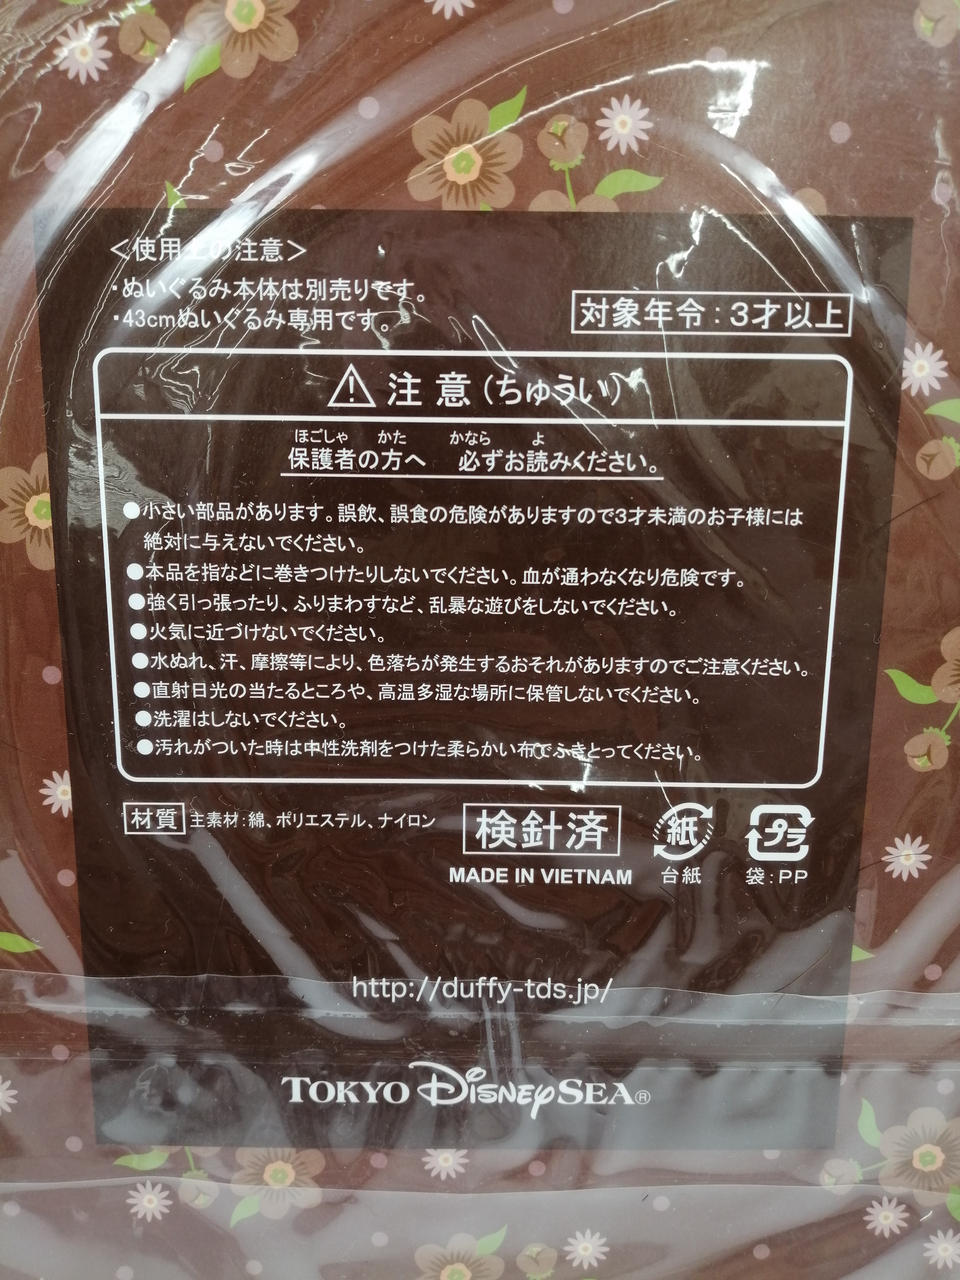 ＜使用上の注意＞
・ぬいぐるみ本体は別売りです。
・43cmぬいぐるみ専用です。
対象年令：3才以上
⚠ 注 意 (ちゅうい)
ほごしゃ かた かなら よ
保護者の方へ 必ずお読みください。
●小さい部品があります。誤飲、誤食の危険がありますので3才未満のお子様には
絶対に与えないでください。
●本品を指などに巻きつけたりしないでください。血が通わなくなり危険です。
●強く引っ張ったり、ふりまわすなど、乱暴な遊びをしないでください。
●火気に近づけないでください。
●水ぬれ、汗、摩擦等により、色落ちが発生するおそれがありますのでご注意ください。
●直射日光の当たるところや、高温多湿な場所に保管しないでください。
●洗濯はしないでください。
●汚れがついた時は中性洗剤をつけた柔らかい布でふきとってください。
材質 主素材：綿、ポリエステル、ナイロン
検針済
MADE IN VIETNAM
紙
台紙
プラ
袋：PP
http://duffy-tds.jp/
TOKYO DISNEYSEA®